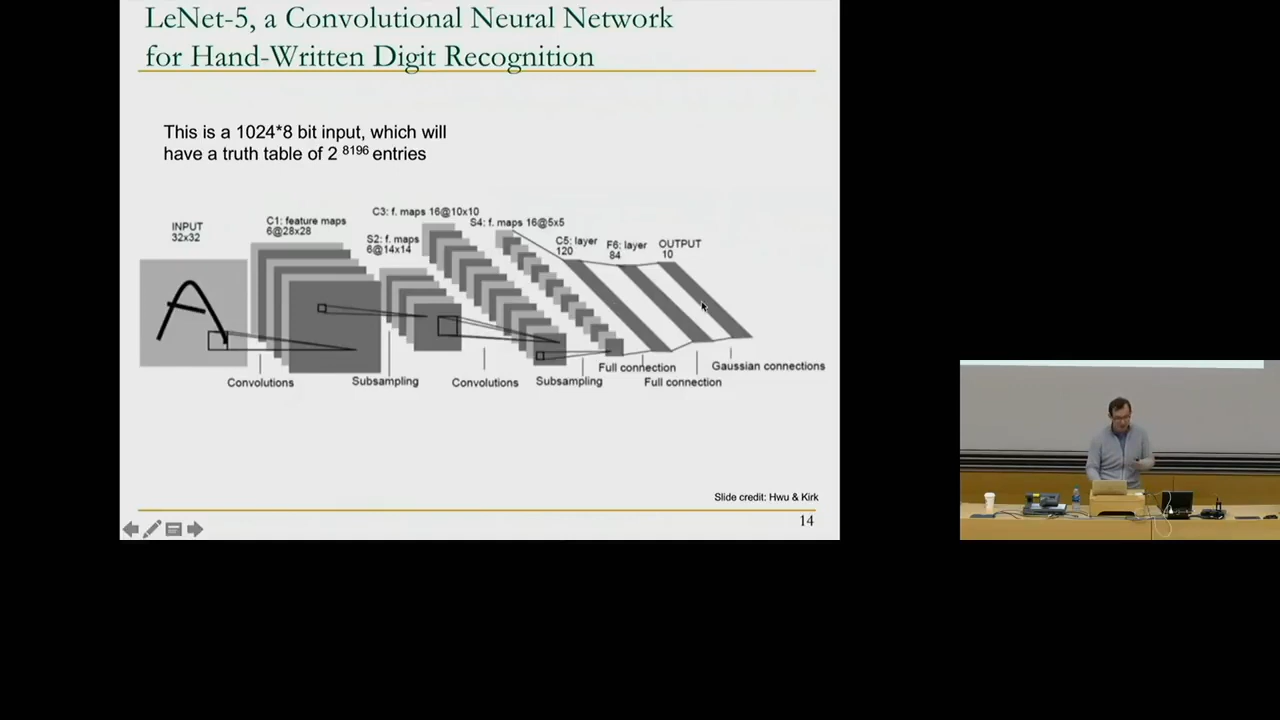 LeNet-5, a Convolutional Neural Network
for Hand-Written Digit Recognition
This is a 1024*8 bit input, which will
have a truth table of 2 8196 entries
INPUT
32x32
C1: feature maps
6@28x28
S2: f. maps
6@14x14
C3: f. maps 16@10x10
S4: f. maps 16@5x5
C5: layer
120
F6: layer
84
OUTPUT
10
A
Convolutions
Subsampling
Convolutions
Subsampling
Full connection
Full connection
Gaussian connections
Slide credit: Hwu & Kirk
14